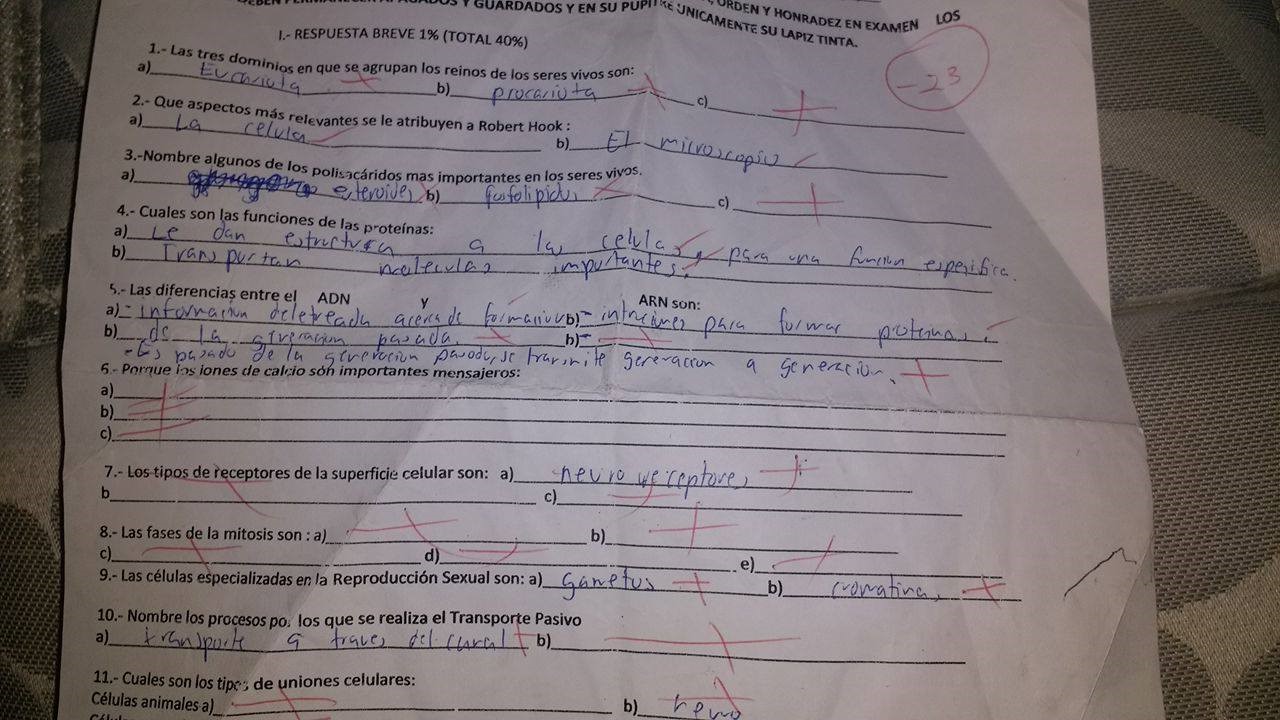 DEBEN PERMANECER APAGADOS Y GUARDADOS Y EN SU PUPITRE UNICAMENTE SU LAPIZ TINTA.
ORDEN Y HONRADEZ EN EXAMEN LOS
-23
I.- RESPUESTA BREVE 1% (TOTAL 40%)
1.- Las tres dominios en que se agrupan los reinos de los seres vivos son:
a) Eucariota b) procariota c)
2.- Que aspectos más relevantes se le atribuyen a Robert Hook :
a) La celula b) El microscopio
3.-Nombre algunos de los polisacáridos mas importantes en los seres vivos.
a) esteroides b) fosfolipidos c)
4.- Cuales son las funciones de las proteínas:
a) Le dan estructura a las celulas, para una funcion espesifica.
b) Transportan moleculas importantes.
5.- Las diferencias entre el ADN y ARN son:
a) - informacion deletreada acerca de b) - para formar proteinas.
b) de la generacion pasada. b) -
- Es pasado de la generacion se transmite generacion a generacion.
6.- Porque los iones de calcio són importantes mensajeros:
a)
b)
c)
7.- Los tipos de receptores de la superficie celular son: a) neuro receptores
b c)
8.- Las fases de la mitosis son : a) b)
c) d) e)
9.- Las células especializadas en la Reproducción Sexual son: a) Gametos b) cromatina
10.- Nombre los procesos por los que se realiza el Transporte Pasivo
a) transporte a traves del canal b)
11.- Cuales son los tipos de uniones celulares:
Células animales a) b)